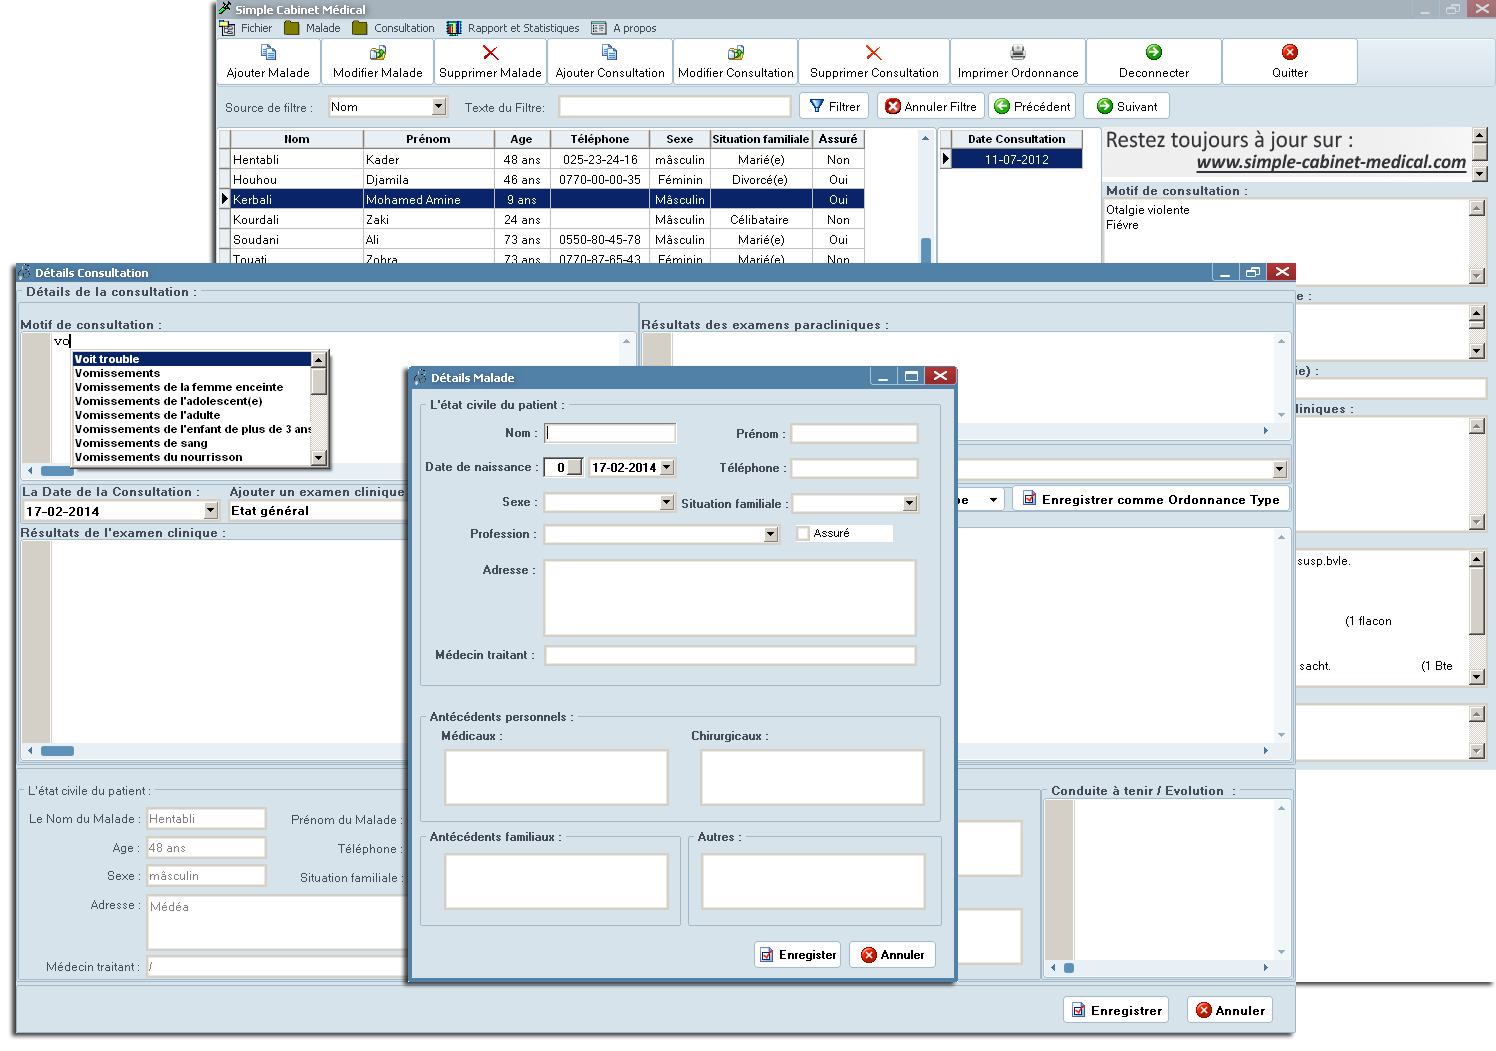 Simple Cabinet Médical
Fichier Malade Consultation Rapport et Statistiques A propos
Ajouter Malade Modifier Malade Supprimer Malade Ajouter Consultation Modifier Consultation Supprimer Consultation Imprimer Ordonnance Deconnecter Quitter
Source de filtre : Nom Texte du Filtre: Filtrer Annuler Filtre Précédent Suivant
Nom Prénom Age Téléphone Sexe Situation familiale Assuré
Hentabli Kader 48 ans 025-23-24-16 mâsculin Marié(e) Non
Houhou Djamila 46 ans 0770-00-00-35 Féminin Divorcé(e) Oui
Kerbali Mohamed Amine 9 ans Mâsculin Oui
Kourdali Zaki 24 ans Mâsculin Célibataire Non
Soudani Ali 73 ans 0550-80-45-78 Mâsculin Marié(e) Oui
Touati Zohra 73 ans 0770-87-65-43 Féminin Marié(e) Non
Date Consultation
11-07-2012
Restez toujours à jour sur :
www.simple-cabinet-medical.com
Motif de consultation :
Otalgie violente
Fiévre
e :
ie) :
liniques :
susp.bvle.
(1 flacon
sacht. (1 Bte
Détails Consultation
Détails de la consultation :
Motif de consultation :
vo
Voit trouble
Vomissements
Vomissements de la femme enceinte
Vomissements de l'adolescent(e)
Vomissements de l'adulte
Vomissements de l'enfant de plus de 3 ans
Vomissements de sang
Vomissements du nourrisson
Résultats des examens paracliniques :
La Date de la Consultation : Ajouter un examen clinique
17-02-2014 Etat général
pe Enregistrer comme Ordonnance Type
Résultats de l'examen clinique :
L'état civile du patient :
Le Nom du Malade : Hentabli Prénom du Malade :
Age : 48 ans Téléphone :
Sexe : mâsculin Situation familiale :
Adresse : Médéa
Médecin traitant : /
Conduite à tenir / Evolution :
Enregistrer Annuler
Détails Malade
L'état civile du patient :
Nom : Prénom :
Date de naissance : 0 17-02-2014 Téléphone :
Sexe : Situation familiale :
Profession : Assuré
Adresse :
Médecin traitant :
Antécédents personnels :
Médicaux : Chirurgicaux :
Antécédents familiaux : Autres :
Enregister Annuler